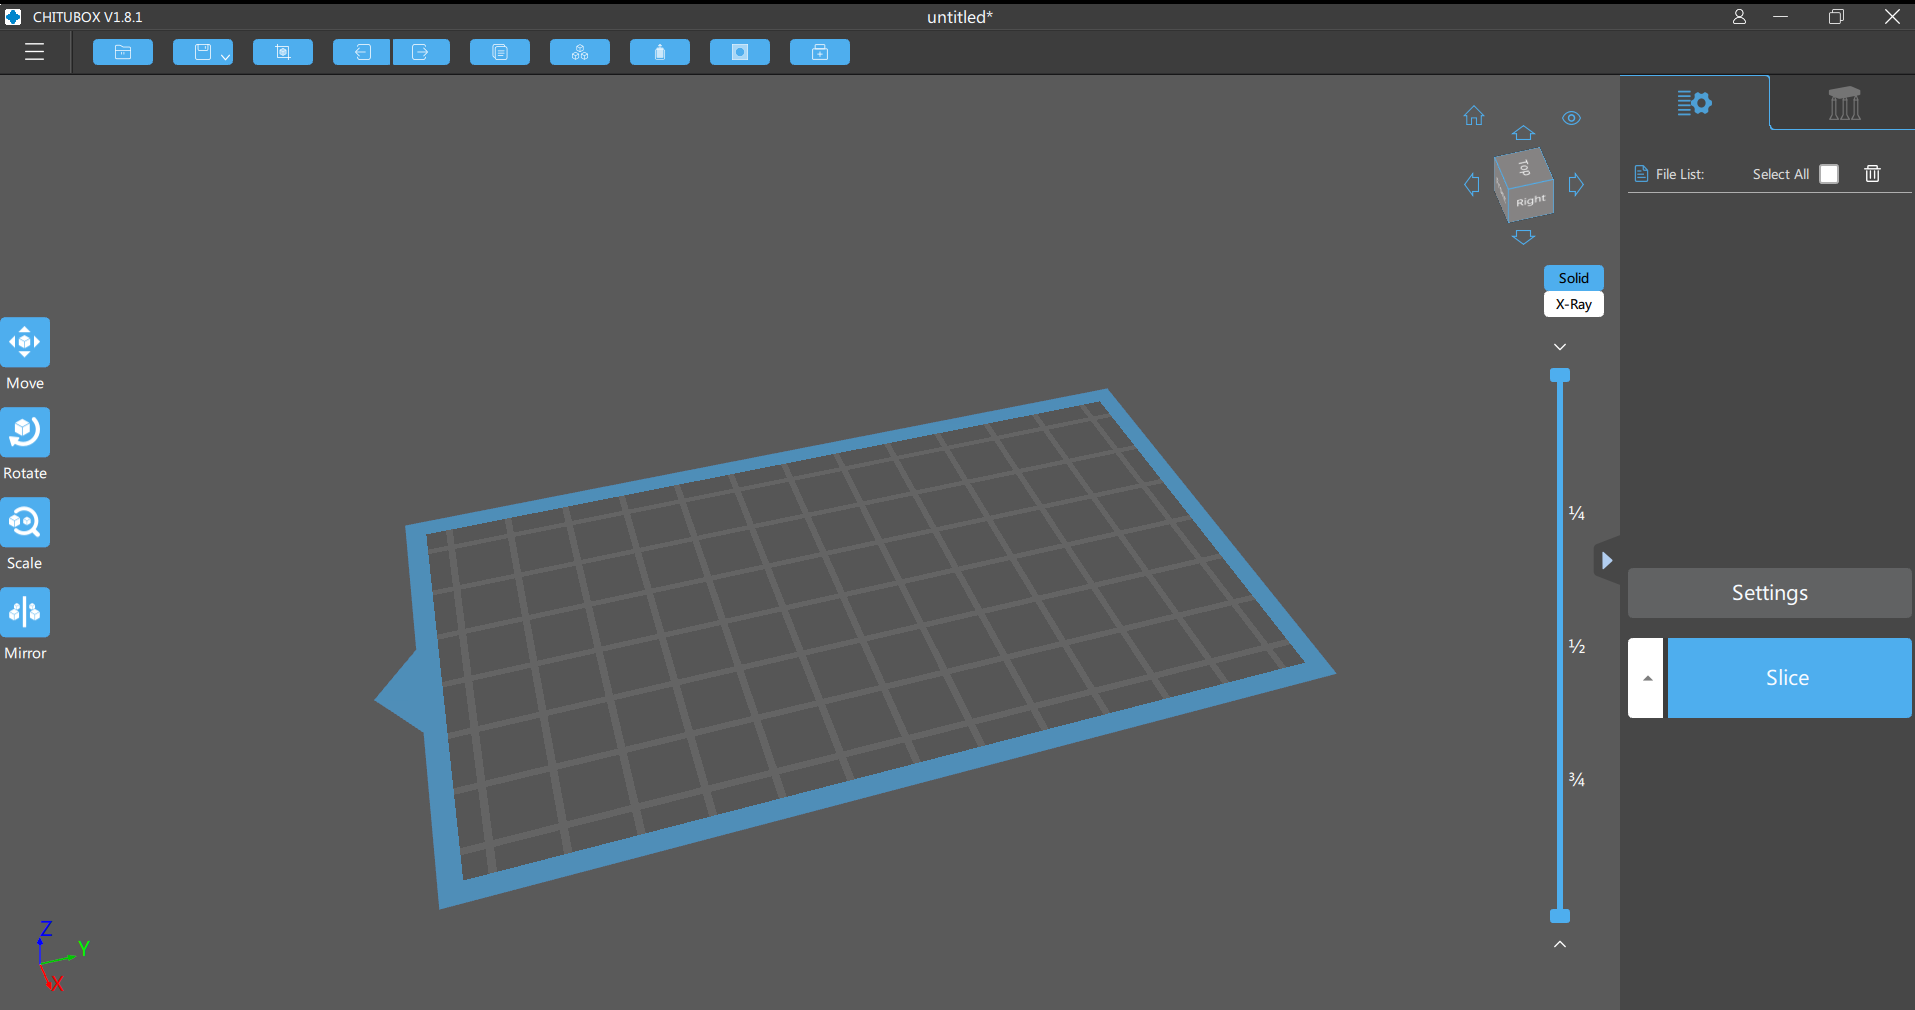 CHITUBOX V1.8.1
untitled*
File List:
Select All
Top
Right
Solid
X-Ray
Move
Rotate
Scale
Mirror
¼
½
¾
Settings
Slice
Z
Y
X